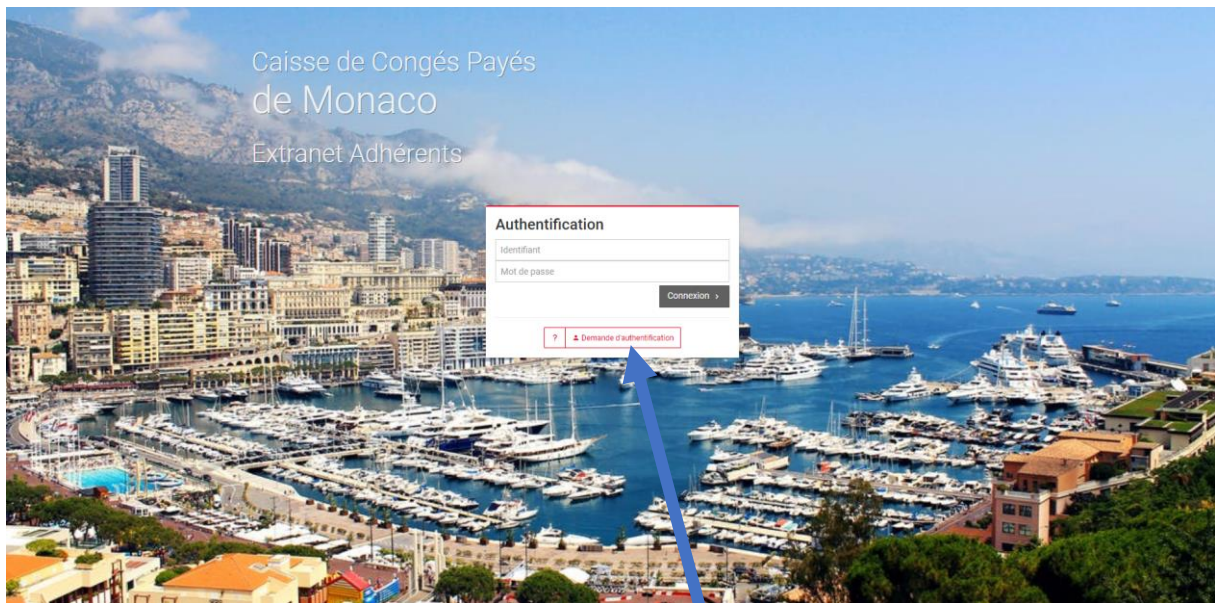 Caisse de Congés Payés
de Monaco
Extranet Adhérents
Authentification
Identifiant
Mot de passe
Connexion >
? Demande d'authentification